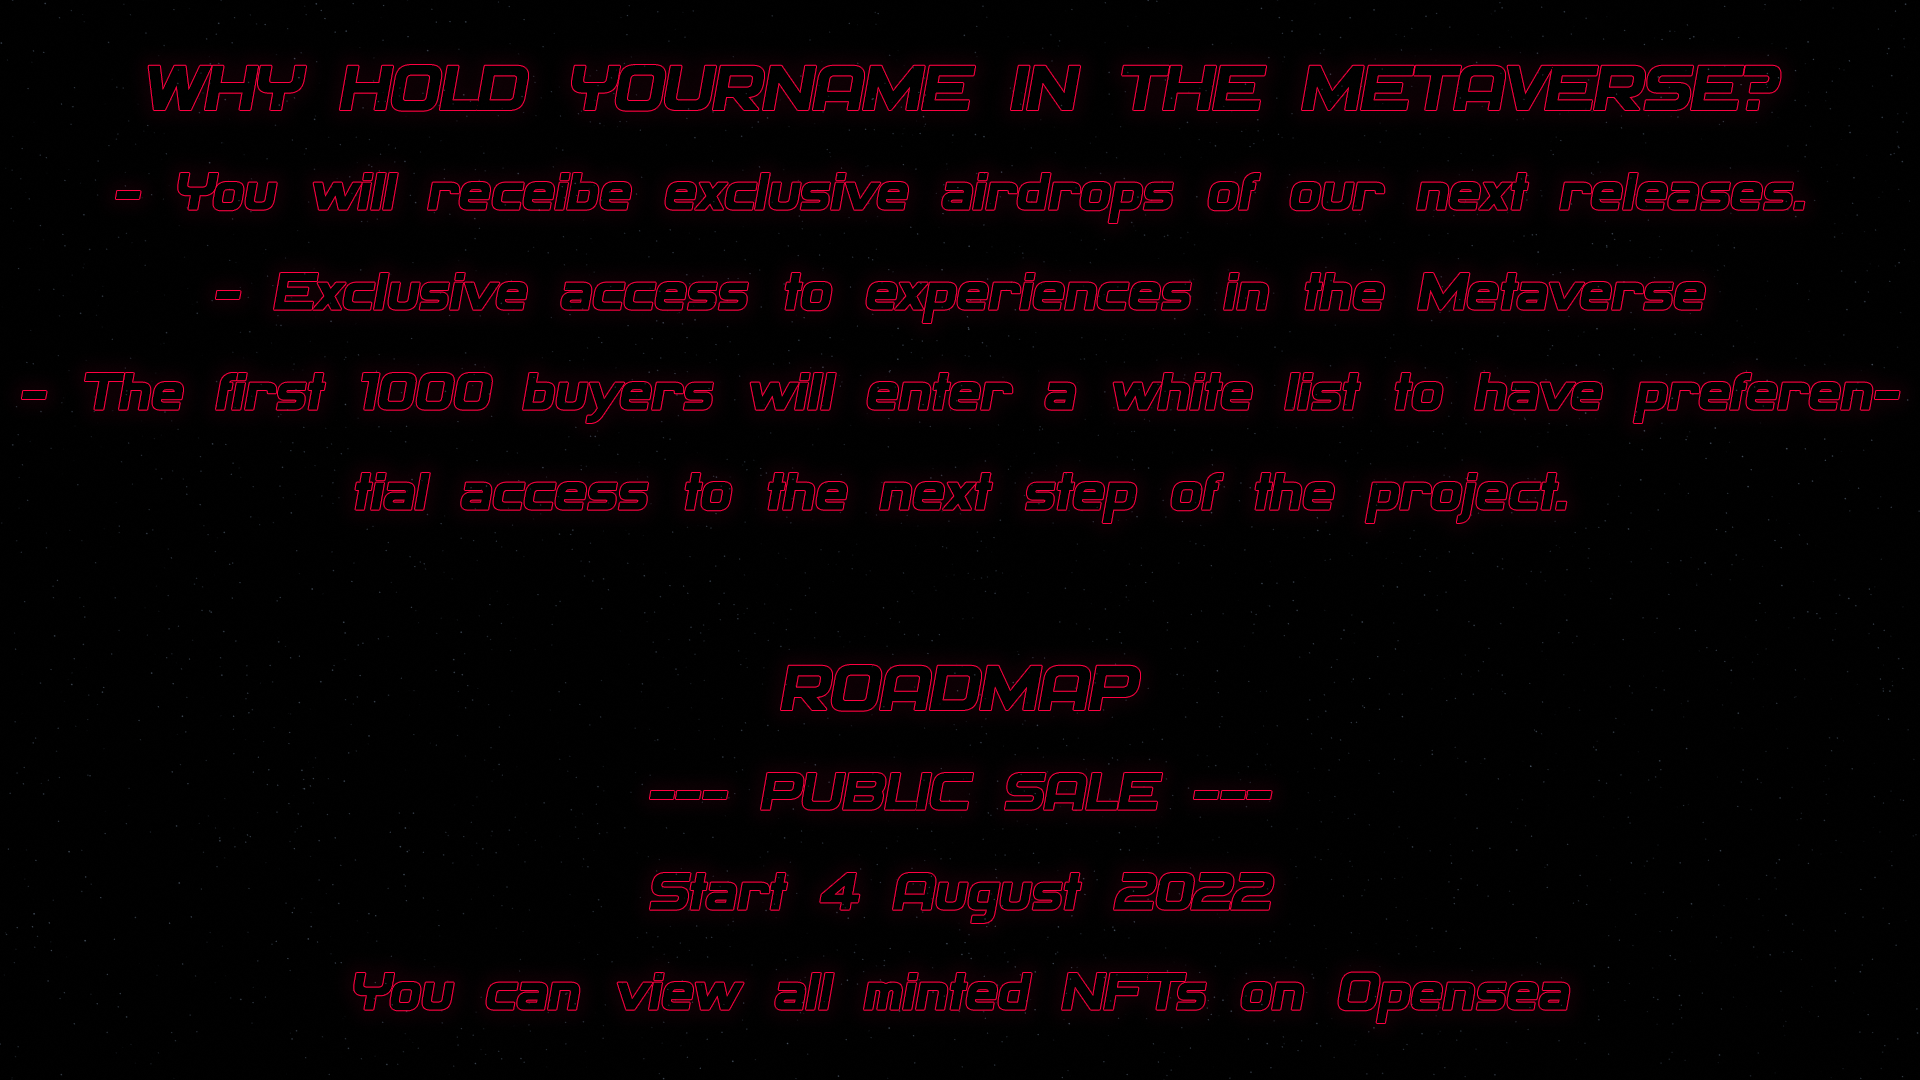 WHY HOLD YOURNAME IN THE METAVERSE?
- You will receibe exclusive airdrops of our next releases.
- Exclusive access to experiences in the Metaverse
- The first 1000 buyers will enter a white list to have preferen-
tial access to the next step of the project.
ROADMAP
--- PUBLIC SALE ---
Start 4 August 2022
You can view all minted NFTs on Opensea